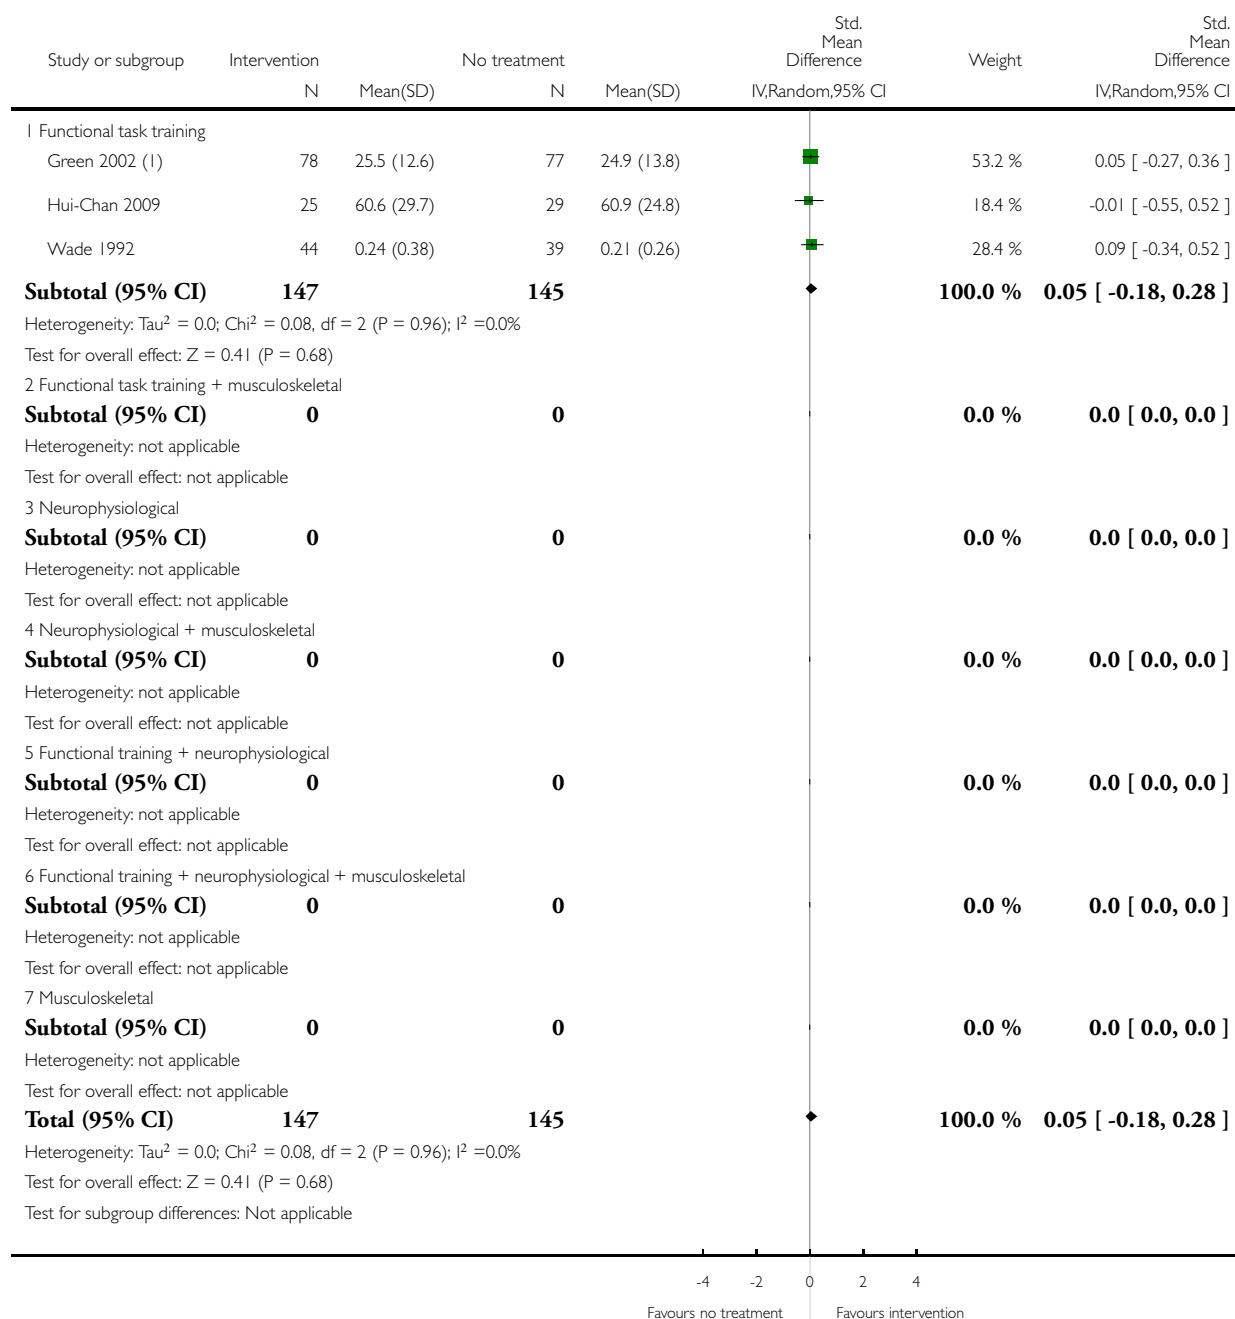 Std. Mean Difference Std. Mean Difference
Study or subgroup Intervention No treatment Weight
N Mean(SD) N Mean(SD) IV,Random,95% CI IV,Random,95% CI
1 Functional task training
Green 2002 (1) 78 25.5 (12.6) 77 24.9 (13.8) 53.2 % 0.05 [ -0.27, 0.36 ]
Hui-Chan 2009 25 60.6 (29.7) 29 60.9 (24.8) 18.4 % -0.01 [ -0.55, 0.52 ]
Wade 1992 44 0.24 (0.38) 39 0.21 (0.26) 28.4 % 0.09 [ -0.34, 0.52 ]
Subtotal (95% CI) 147 145 100.0 % 0.05 [ -0.18, 0.28 ]
Heterogeneity: Tau² = 0.0; Chi² = 0.08, df = 2 (P = 0.96); I² =0.0%
Test for overall effect: Z = 0.41 (P = 0.68)
2 Functional task training + musculoskeletal
Subtotal (95% CI) 0 0 0.0 % 0.0 [ 0.0, 0.0 ]
Heterogeneity: not applicable
Test for overall effect: not applicable
3 Neurophysiological
Subtotal (95% CI) 0 0 0.0 % 0.0 [ 0.0, 0.0 ]
Heterogeneity: not applicable
Test for overall effect: not applicable
4 Neurophysiological + musculoskeletal
Subtotal (95% CI) 0 0 0.0 % 0.0 [ 0.0, 0.0 ]
Heterogeneity: not applicable
Test for overall effect: not applicable
5 Functional training + neurophysiological
Subtotal (95% CI) 0 0 0.0 % 0.0 [ 0.0, 0.0 ]
Heterogeneity: not applicable
Test for overall effect: not applicable
6 Functional training + neurophysiological + musculoskeletal
Subtotal (95% CI) 0 0 0.0 % 0.0 [ 0.0, 0.0 ]
Heterogeneity: not applicable
Test for overall effect: not applicable
7 Musculoskeletal
Subtotal (95% CI) 0 0 0.0 % 0.0 [ 0.0, 0.0 ]
Heterogeneity: not applicable
Test for overall effect: not applicable
Total (95% CI) 147 145 100.0 % 0.05 [ -0.18, 0.28 ]
Heterogeneity: Tau² = 0.0; Chi² = 0.08, df = 2 (P = 0.96); I² =0.0%
Test for overall effect: Z = 0.41 (P = 0.68)
Test for subgroup differences: Not applicable
-4 -2 0 2 4
Favours no treatment Favours intervention